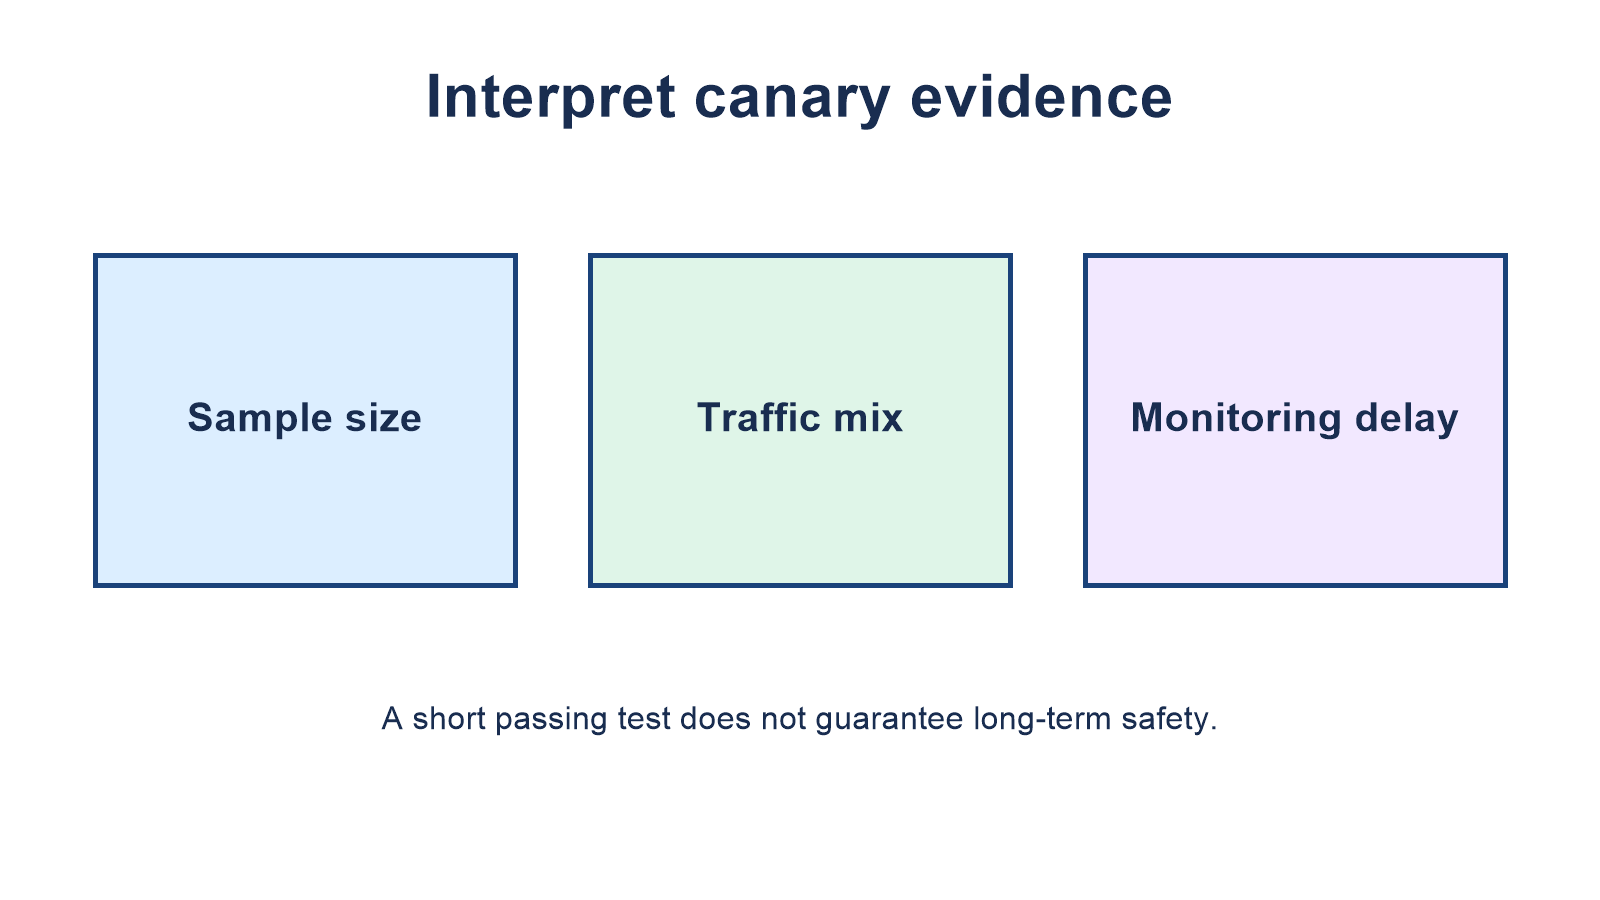 Interpret canary evidence
Sample size
Traffic mix
Monitoring delay
A short passing test does not guarantee long-term safety.